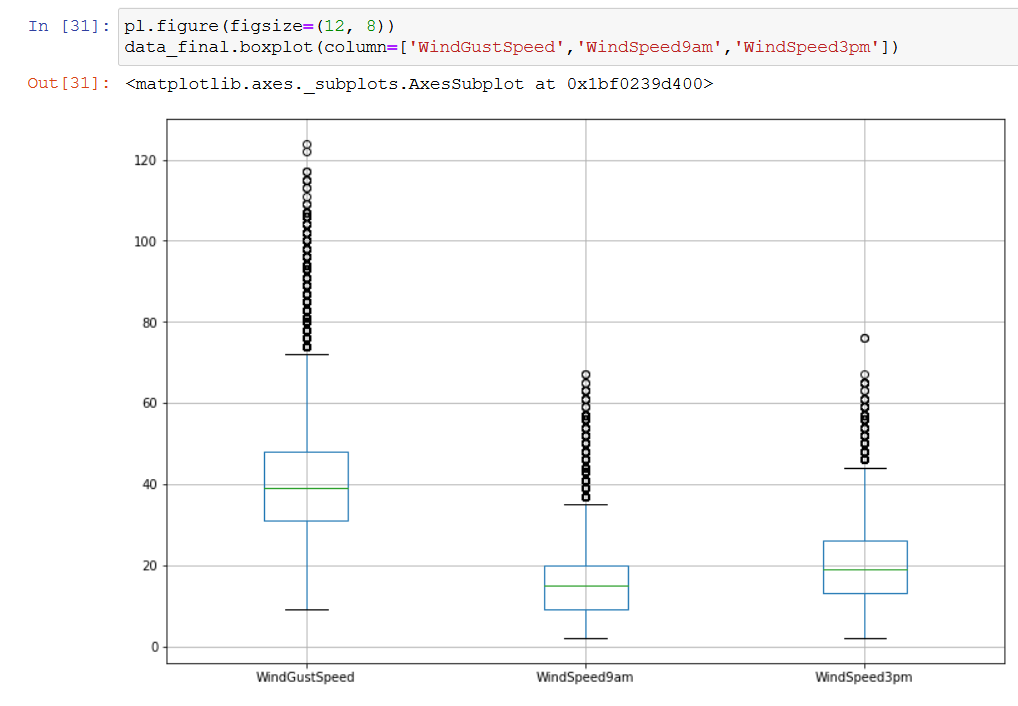 In [31]: pl.figure(figsize=(12, 8))
data_final.boxplot(column=['WindGustSpeed','WindSpeed9am','WindSpeed3pm'])
Out[31]: <matplotlib.axes._subplots.AxesSubplot at 0x1bf0239d400>
120
100
80
60
40
20
0
WindGustSpeed WindSpeed9am WindSpeed3pm